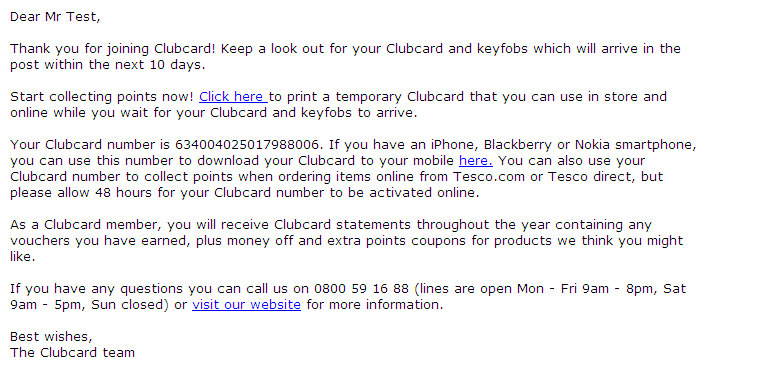 Dear Mr Test,
Thank you for joining Clubcard! Keep a look out for your Clubcard and keyfobs which will arrive in the
post within the next 10 days.
Start collecting points now! Click here to print a temporary Clubcard that you can use in store and
online while you wait for your Clubcard and keyfobs to arrive.
Your Clubcard number is 634004025017988006. If you have an iPhone, Blackberry or Nokia smartphone,
you can use this number to download your Clubcard to your mobile here. You can also use your
Clubcard number to collect points when ordering items online from Tesco.com or Tesco direct, but
please allow 48 hours for your Clubcard number to be activated online.
As a Clubcard member, you will receive Clubcard statements throughout the year containing any
vouchers you have earned, plus money off and extra points coupons for products we think you might
like.
If you have any questions you can call us on 0800 59 16 88 (lines are open Mon - Fri 9am - 8pm, Sat
9am - 5pm, Sun closed) or visit our website for more information.
Best wishes,
The Clubcard team